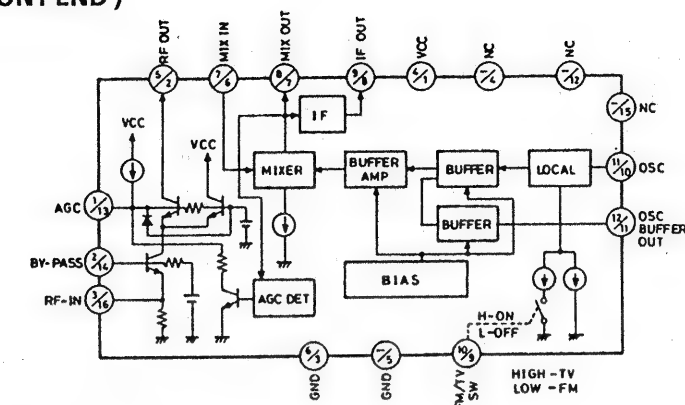 ONT END )
RF OUT
MIX IN
MIX OUT
IF OUT
VCC
NC
NC
5/2
7/6
8/7
9/8
4/1
-/4
-/12
-/15
NC
VCC
VCC
IF
MIXER
BUFFER
AMP
BUFFER
LOCAL
11/10
OSC
AGC
1/13
BUFFER
12/11
OSC
BUFFER
OUT
BY-PASS
2/14
BIAS
RF-IN
3/16
AGC DET
H-ON
L-OFF
6/3
-/5
10/9
GND
GND
FM/TV
SW
HIGH-TV
LOW-FM